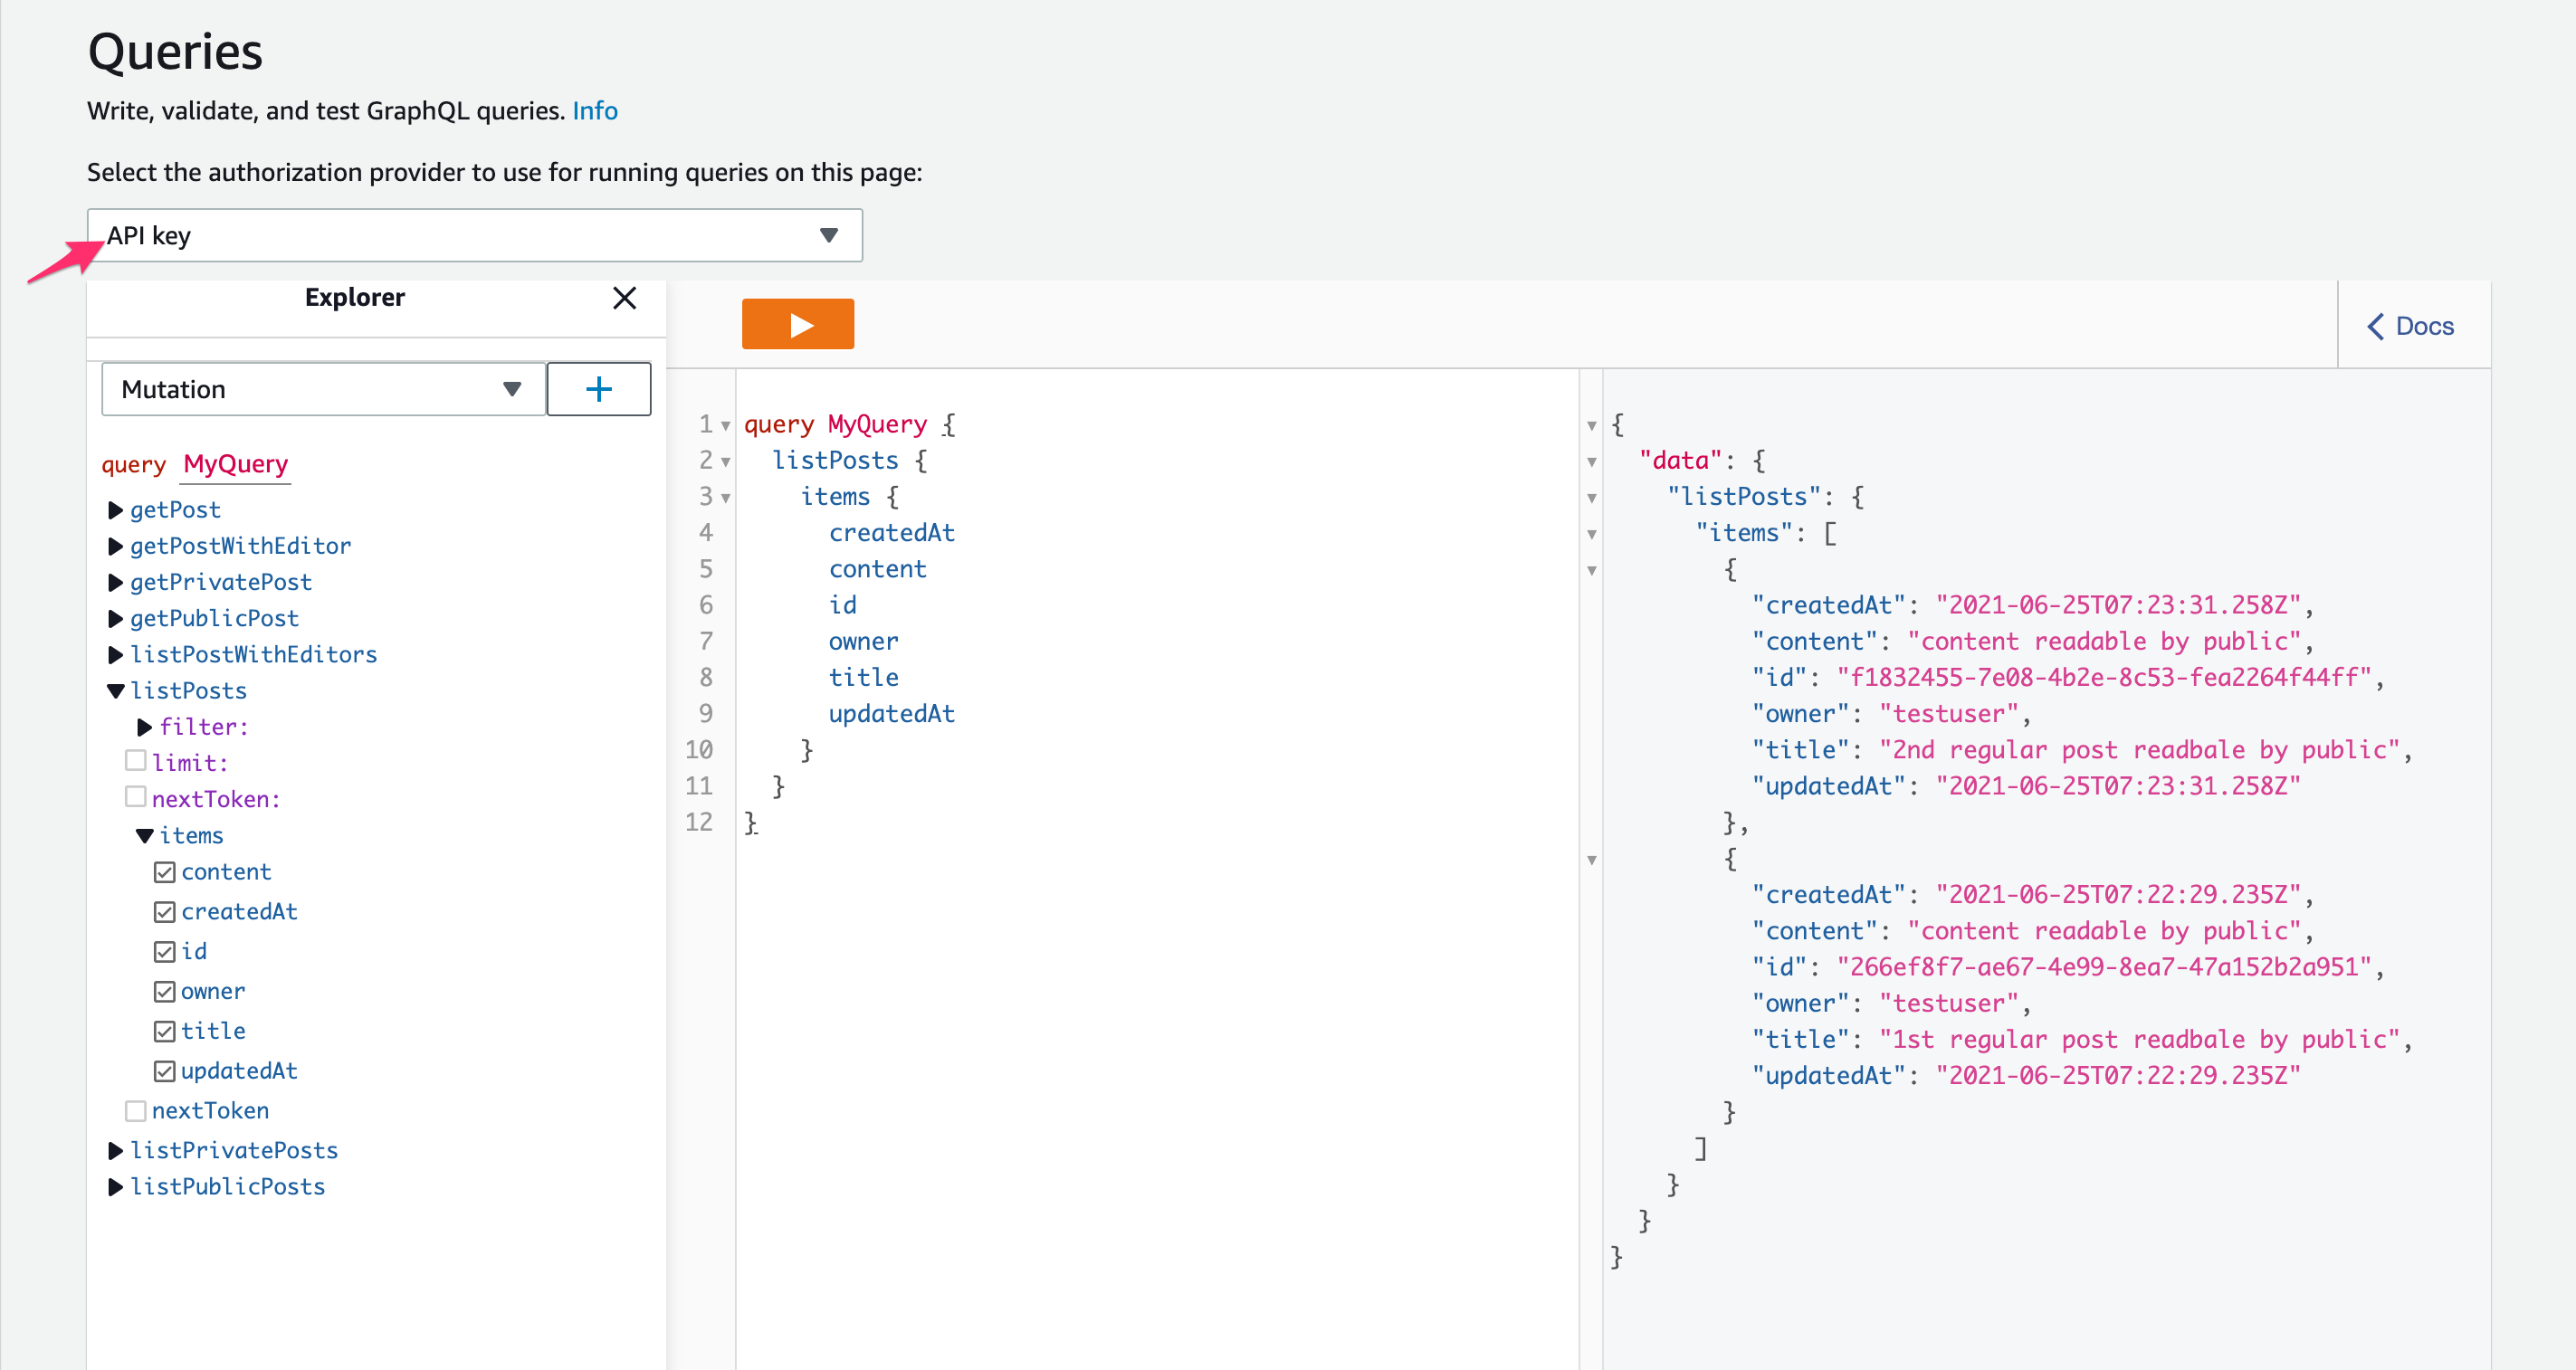 Queries
Write, validate, and test GraphQL queries. Info
Select the authorization provider to use for running queries on this page:
API key
Explorer
Mutation
query MyQuery
getPost
getPostWithEditor
getPrivatePost
getPublicPost
listPostWithEditors
listPosts
filter:
limit:
nextToken:
items
content
createdAt
id
owner
title
updatedAt
nextToken
listPrivatePosts
listPublicPosts
Docs
1 query MyQuery {
2 listPosts {
3 items {
4 createdAt
5 content
6 id
7 owner
8 title
9 updatedAt
10 }
11 }
12 }
{
"data": {
"listPosts": {
"items": [
{
"createdAt": "2021-06-25T07:23:31.258Z",
"content": "content readable by public",
"id": "f1832455-7e08-4b2e-8c53-fea2264f44ff",
"owner": "testuser",
"title": "2nd regular post readbale by public",
"updatedAt": "2021-06-25T07:23:31.258Z"
},
{
"createdAt": "2021-06-25T07:22:29.235Z",
"content": "content readable by public",
"id": "266ef8f7-ae67-4e99-8ea7-47a152b2a951",
"owner": "testuser",
"title": "1st regular post readbale by public",
"updatedAt": "2021-06-25T07:22:29.235Z"
}
]
}
}
}